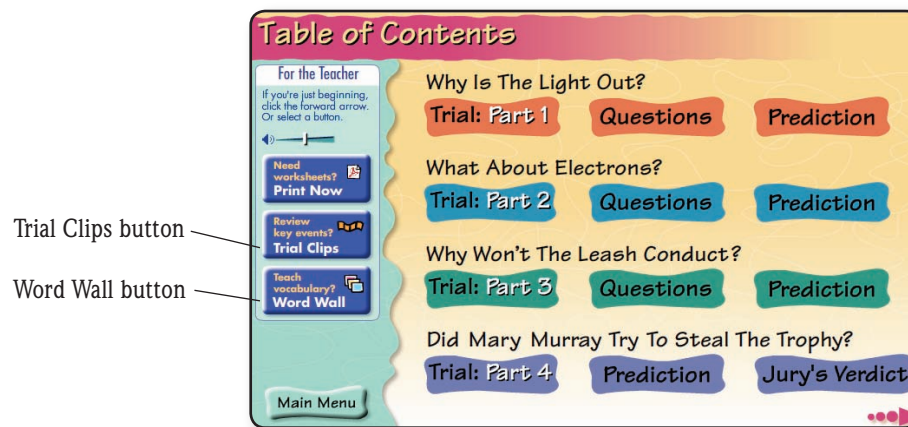 Table of Contents
For the Teacher
If you're just beginning,
click the forward arrow.
Or select a button.
Need
worksheets?
Print Now
Review
key events?
Trial Clips
Teach
vocabulary?
Word Wall
Main Menu
Trial Clips button
Word Wall button
Why Is The Light Out?
Trial: Part 1 Questions Prediction
What About Electrons?
Trial: Part 2 Questions Prediction
Why Won't The Leash Conduct?
Trial: Part 3 Questions Prediction
Did Mary Murray Try To Steal The Trophy?
Trial: Part 4 Prediction Jury's Verdict